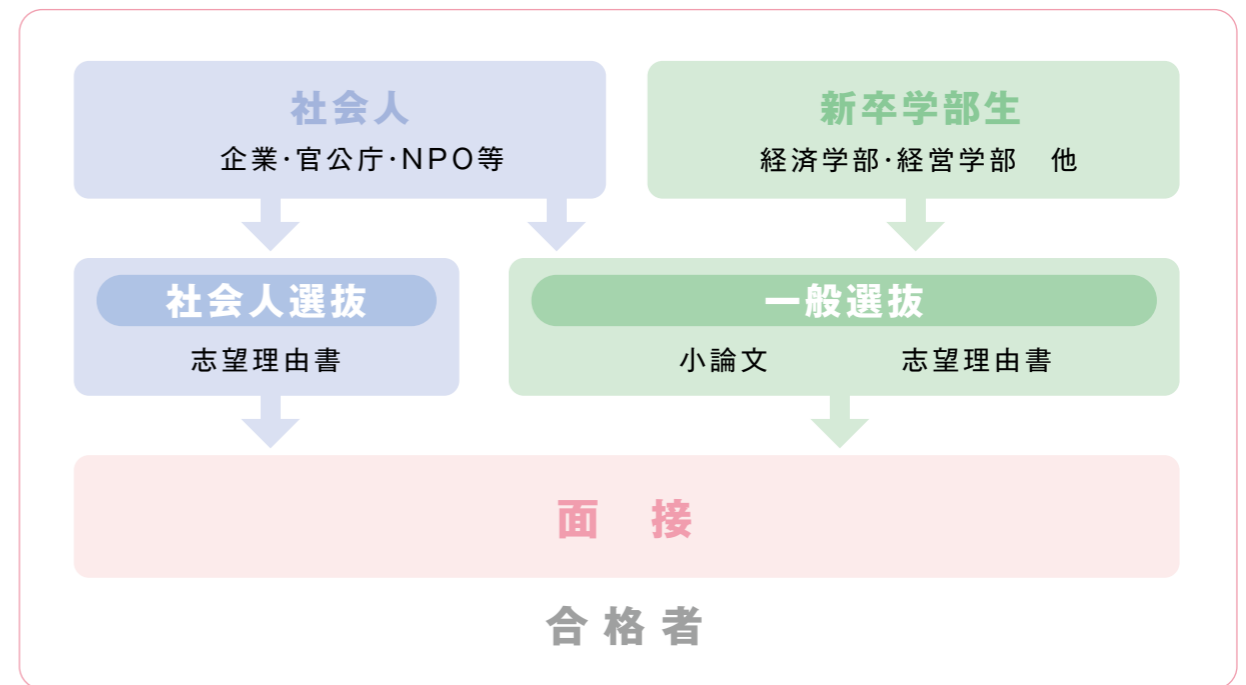 社会人
企業・官公庁・NPO等
新卒学部生
経済学部・経営学部　他
社会人選抜
志望理由書
一般選抜
小論文　志望理由書
面　接
合格者